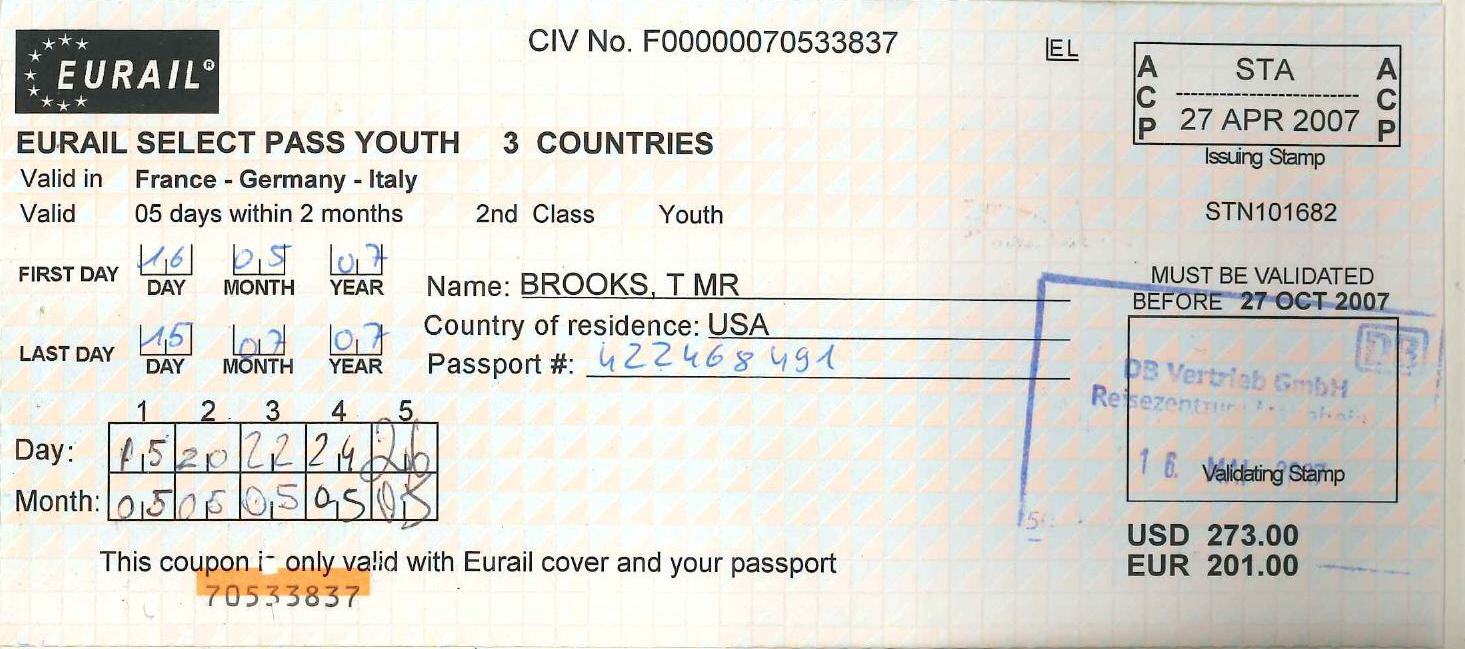 EURAIL®
CIV No. F00000070533837
EL
ACP STA ACP
27 APR 2007
Issuing Stamp
EURAIL SELECT PASS YOUTH 3 COUNTRIES
Valid in France - Germany - Italy
Valid 05 days within 2 months 2nd Class Youth
STN101682
FIRST DAY 16 05 07
DAY MONTH YEAR
Name: BROOKS, T MR
MUST BE VALIDATED
BEFORE 27 OCT 2007
LAST DAY 15 07 07
DAY MONTH YEAR
Country of residence: USA
Passport #: 422468491
DB
DB Vertrieb GmbH
Reisezentrum
16. MAI 2007
Validating Stamp
1 2 3 4 5
Day: 15 20 22 24 26
Month: 05 05 05 05 05
USD 273.00
EUR 201.00
This coupon is only valid with Eurail cover and your passport
70533837